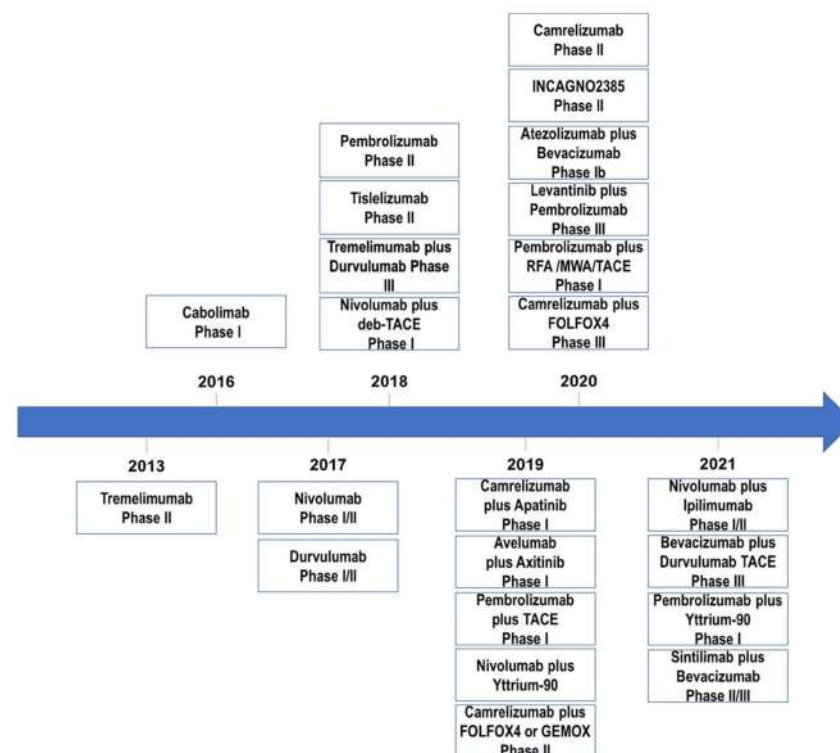 Camrelizumab
Phase II
INCAGNO2385
Phase II
Pembrolizumab
Phase II
Atezolizumab plus
Bevacizumab
Phase Ib
Tislelizumab
Phase II
Levantinib plus
Pembrolizumab
Phase III
Tremelimumab plus
Durvulumab Phase
III
Pembrolizumab plus
RFA /MWA/TACE
Phase I
Cabolimab
Phase I
Nivolumab plus
deb-TACE
Phase I
Camrelizumab plus
FOLFOX4
Phase III
2016
2018
2020
2013
2017
2019
2021
Tremelimumab
Phase II
Nivolumab
Phase I/II
Camrelizumab
plus Apatinib
Phase I
Nivolumab plus
Ipilimumab
Phase I/II
Durvulumab
Phase I/II
Avelumab
plus Axitinib
Phase I
Bevacizumab plus
Durvulumab TACE
Phase III
Pembrolizumab
plus TACE
Phase I
Pembrolizumab plus
Yttrium-90
Phase I
Nivolumab plus
Yttrium-90
Sintilimab plus
Bevacizumab
Phase II/III
Camrelizumab plus
FOLFOX4 or GEMOX
Phase II